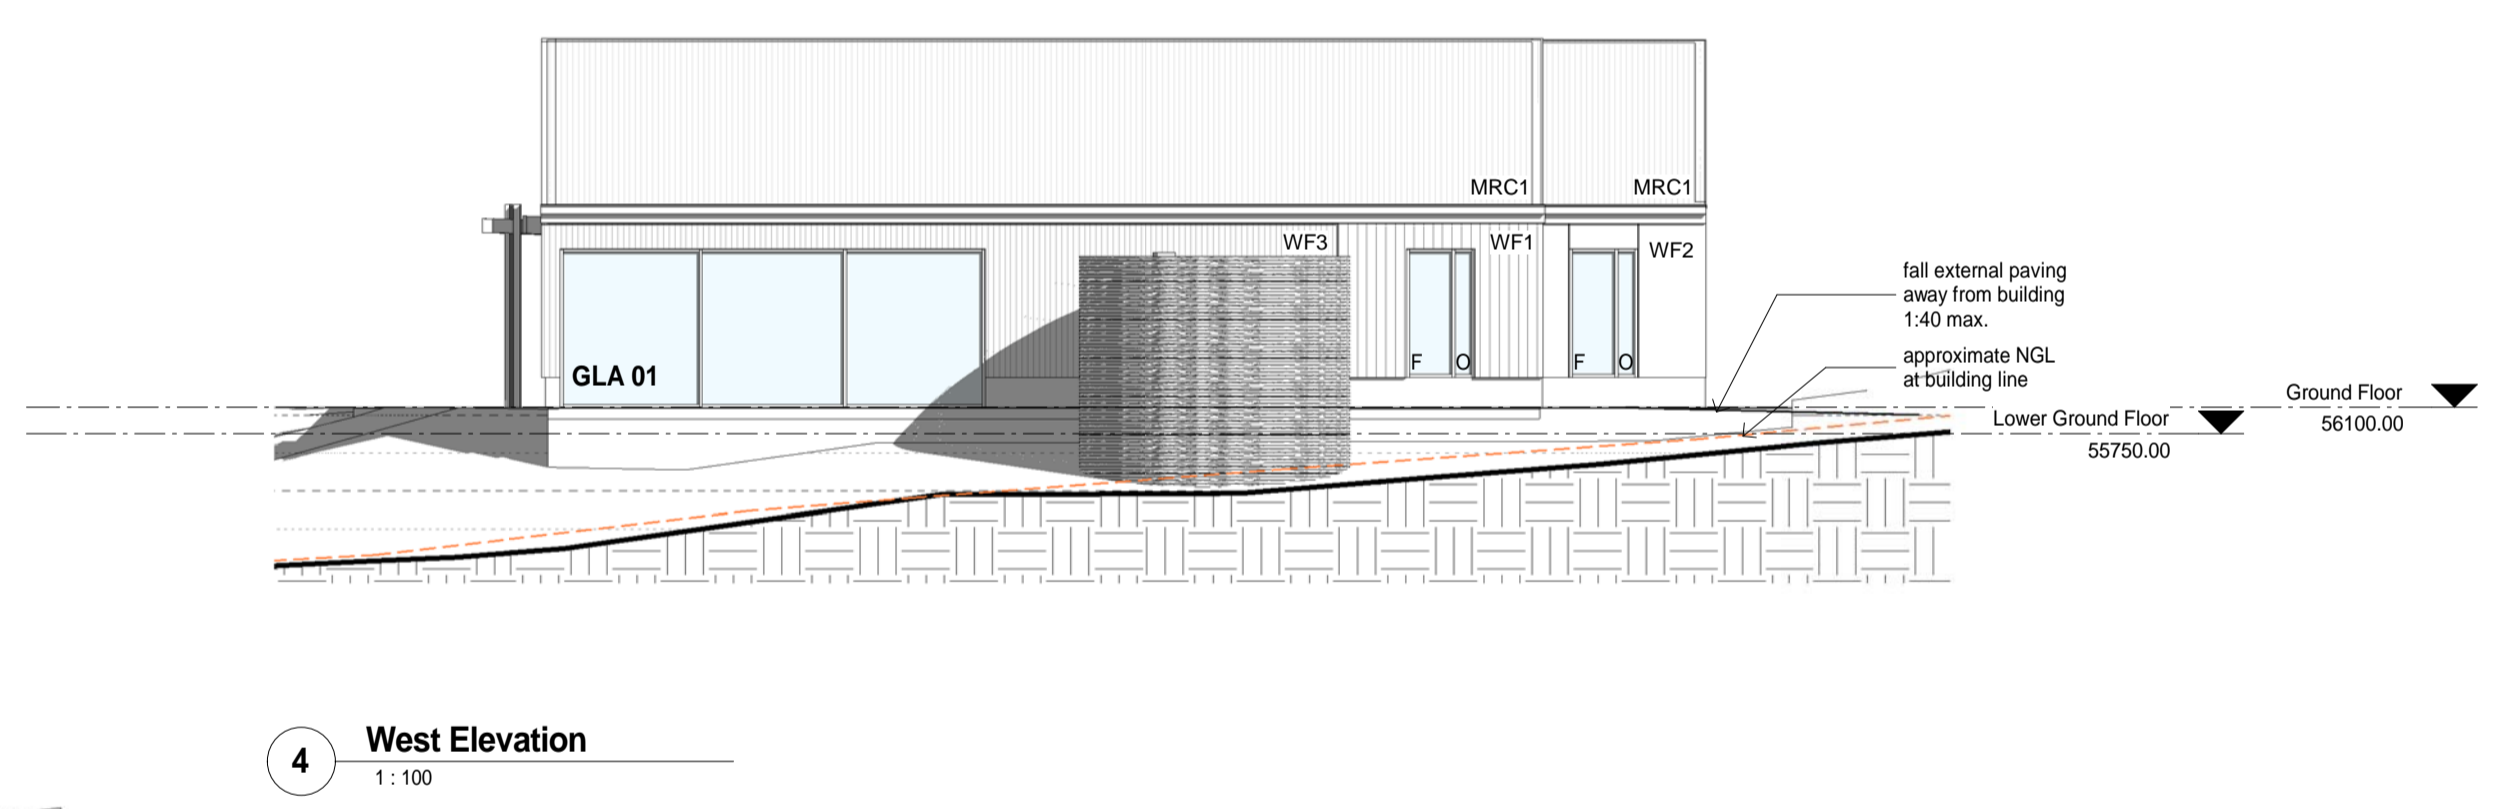 MRC1
MRC1
WF3
WF1
WF2
GLA 01
F
O
F
O
fall external paving
away from building
1:40 max.
approximate NGL
at building line
Ground Floor
56100.00
Lower Ground Floor
55750.00
4
West Elevation
1 : 100